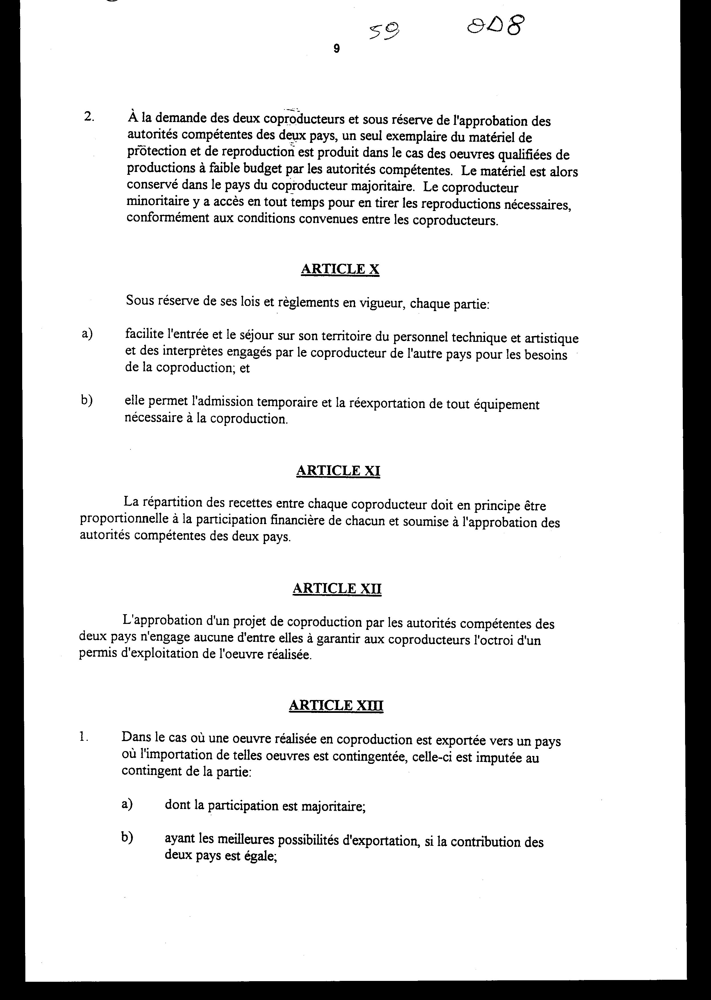 59
9
2. À la demande des deux coproducteurs et sous réserve de l'approbation des
autorités compétentes des deux pays, un seul exemplaire du matériel de
protection et de reproduction est produit dans le cas des oeuvres qualifiées de
productions à faible budget par les autorités compétentes. Le matériel est alors
conservé dans le pays du coproducteur majoritaire. Le coproducteur
minoritaire y a accès en tout temps pour en tirer les reproductions nécessaires,
conformément aux conditions convenues entre les coproducteurs.
ARTICLE X
Sous réserve de ses lois et règlements en vigueur, chaque partie:
a) facilite l'entrée et le séjour sur son territoire du personnel technique et artistique
et des interprètes engagés par le coproducteur de l'autre pays pour les besoins
de la coproduction; et
b) elle permet l'admission temporaire et la réexportation de tout équipement
nécessaire à la coproduction.
ARTICLE XI
La répartition des recettes entre chaque coproducteur doit en principe être
proportionnelle à la participation financière de chacun et soumise à l'approbation des
autorités compétentes des deux pays.
ARTICLE XII
L'approbation d'un projet de coproduction par les autorités compétentes des
deux pays n'engage aucune d'entre elles à garantir aux coproducteurs l'octroi d'un
permis d'exploitation de l'oeuvre réalisée.
ARTICLE XIII
1. Dans le cas où une oeuvre réalisée en coproduction est exportée vers un pays
où l'importation de telles oeuvres est contingentée, celle-ci est imputée au
contingent de la partie:
a) dont la participation est majoritaire;
b) ayant les meilleures possibilités d'exportation, si la contribution des
deux pays est égale;